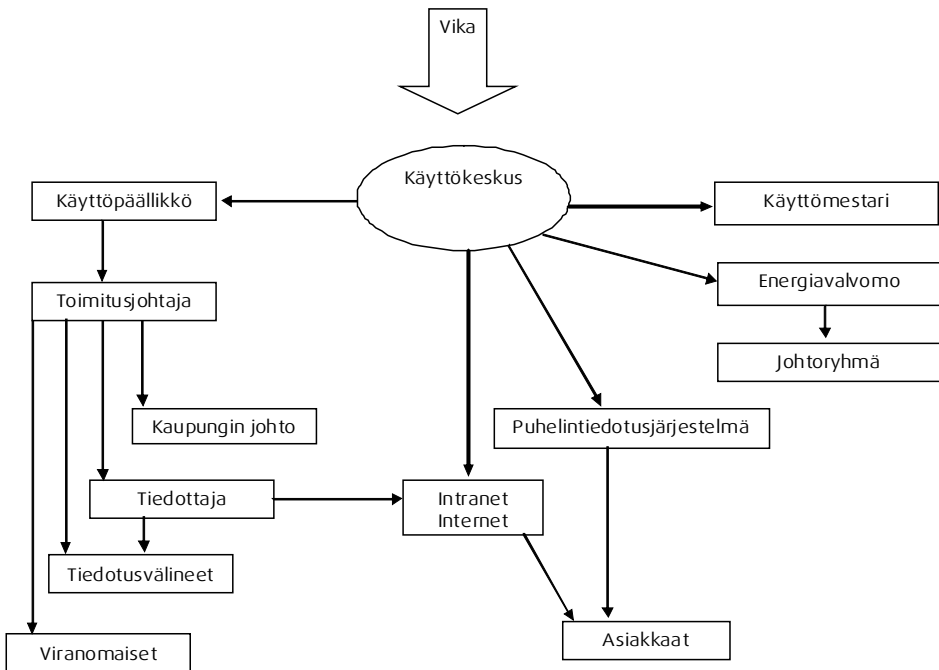 Vika
Käyttökeskus
Käyttöpäällikkö
Käyttömestari
Energiavalvomo
Toimitusjohtaja
Johtoryhmä
Kaupungin johto
Puhelintiedotusjärjestelmä
Tiedottaja
Intranet
Internet
Tiedotusvälineet
Asiakkaat
Viranomaiset